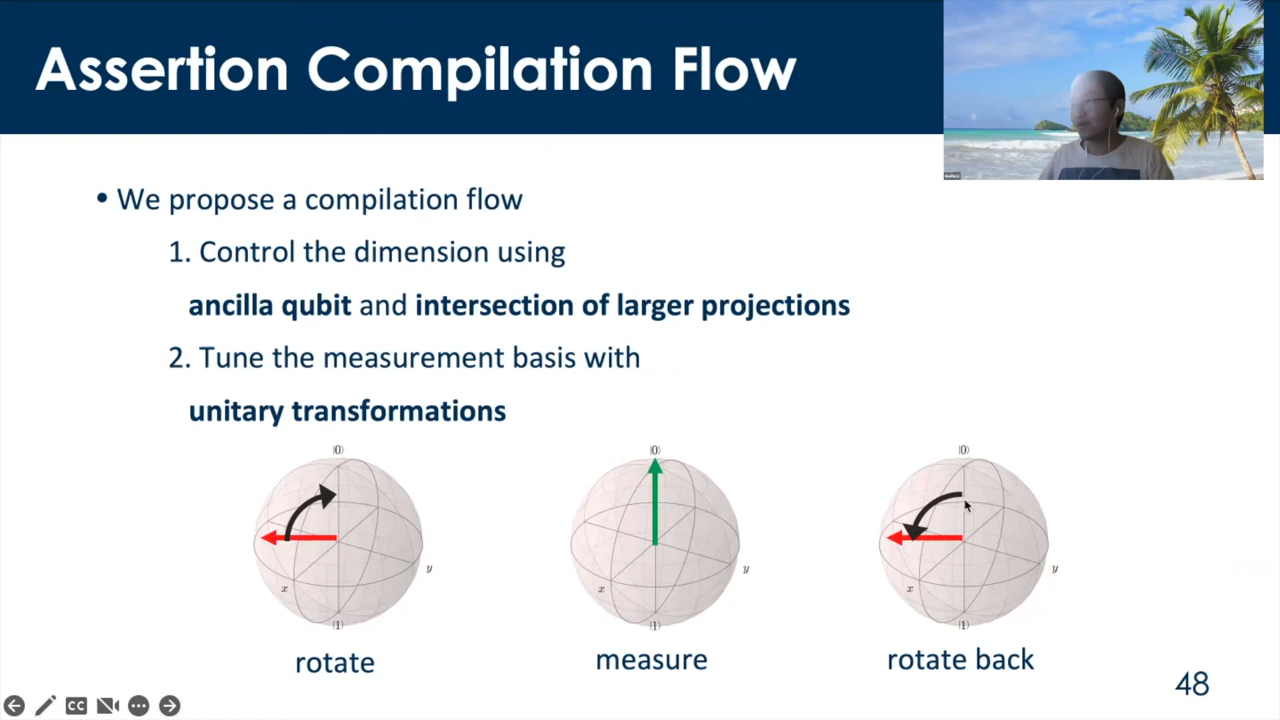 Assertion Compilation Flow
• We propose a compilation flow
1. Control the dimension using
ancilla qubit and intersection of larger projections
2. Tune the measurement basis with
unitary transformations
|0⟩
|0⟩
|0⟩
y
y
y
x
x
x
|1⟩
|1⟩
|1⟩
rotate
measure
rotate back
48
CC